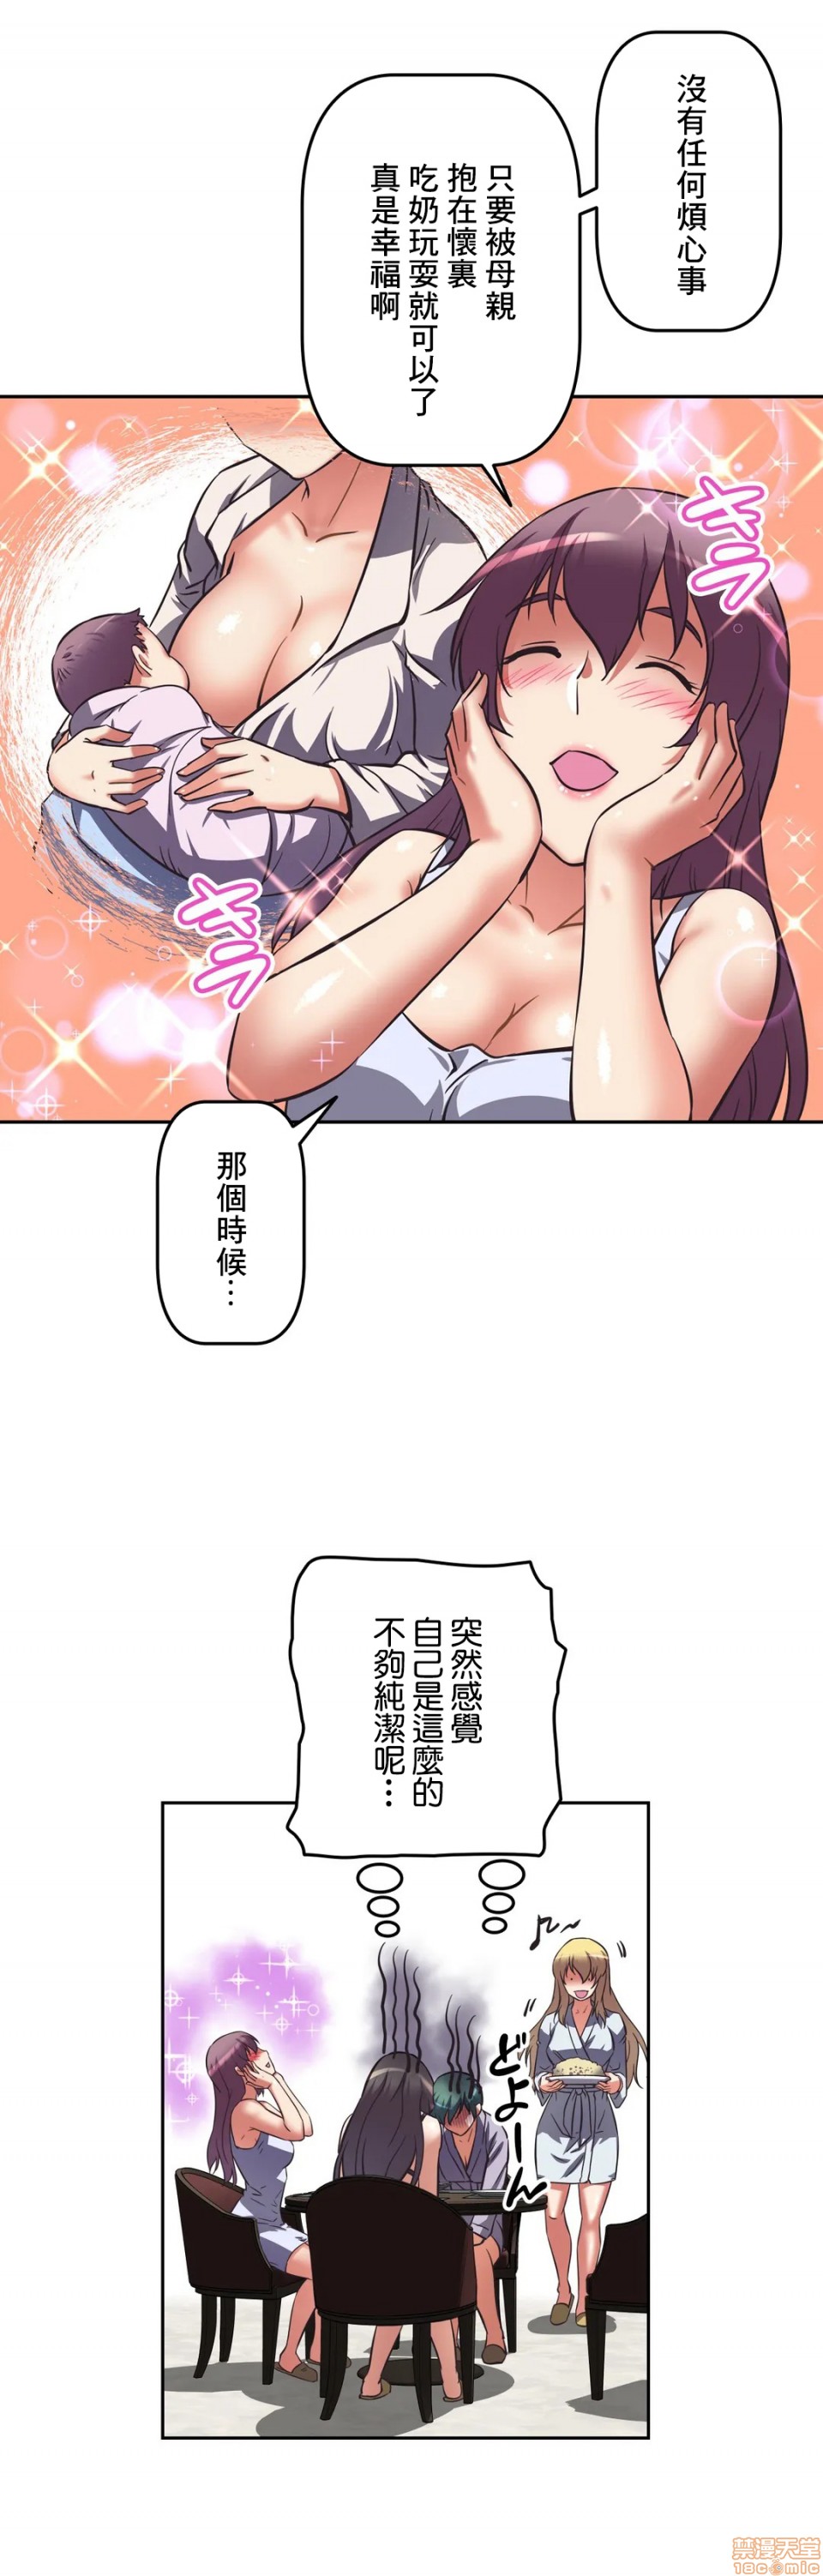 沒有任何煩心事
只要被母親
抱在懷裏
吃奶玩耍就可以了
真是幸福啊
キラ
キラ
那個時候…
突然感覺
自己是這麼的
不夠純潔呢…
どよーん
禁漫天堂
18comic